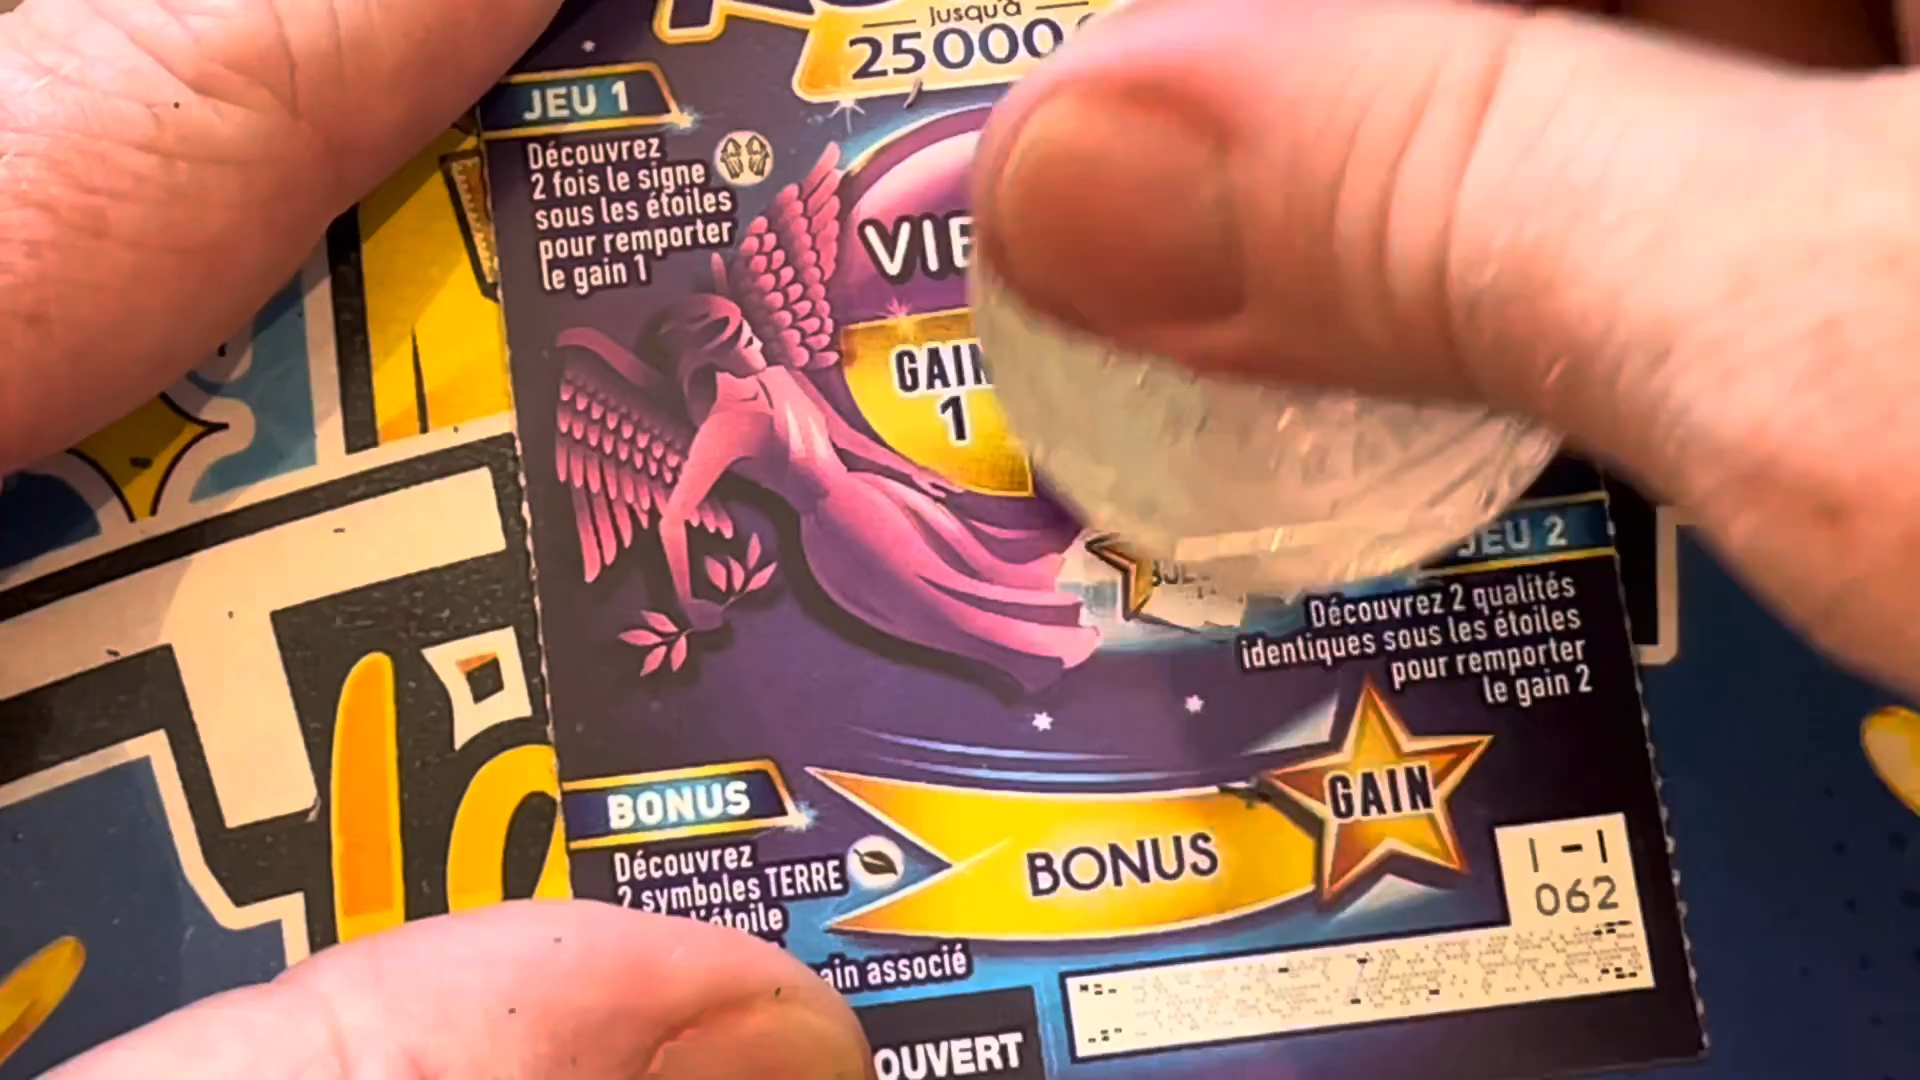 Jusqu'à
25000
JEU 1
Découvrez
2 fois le signe
sous les étoiles
pour remporter
le gain 1
GAIN
1
JEU 2
Découvrez 2 qualités
identiques sous les étoiles
pour remporter
le gain 2
GAIN
BONUS
BONUS
Découvrez
2 symboles TERRE
étoile
associé
1-1
062
OUVERT